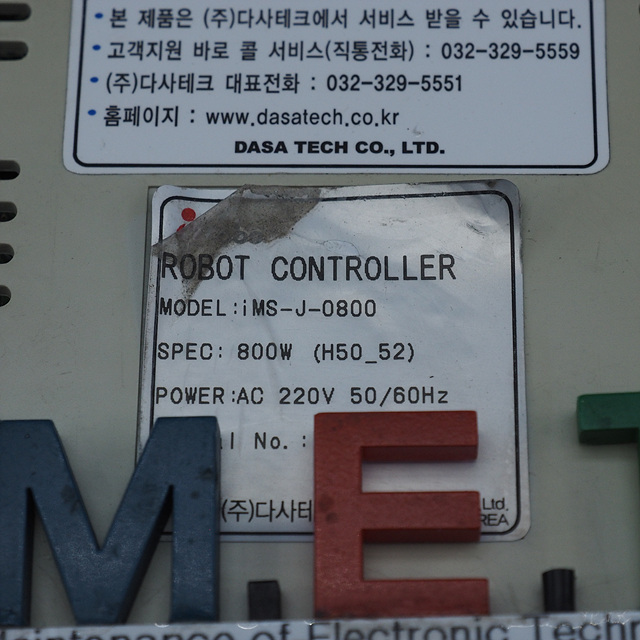 • 본 제품은 (주)다사테크에서 서비스 받을 수 있습니다.
• 고객지원 바로 콜 서비스(직통전화) : 032-329-5559
• (주)다사테크 대표전화 : 032-329-5551
• 홈페이지 : www.dasatech.co.kr
DASA TECH CO., LTD.
ROBOT CONTROLLER
MODEL:iMS-J-0800
SPEC: 800W (H50_52)
POWER:AC 220V 50/60Hz
No. :
(주)다사테 Ltd.
M.E.T
of Electronic